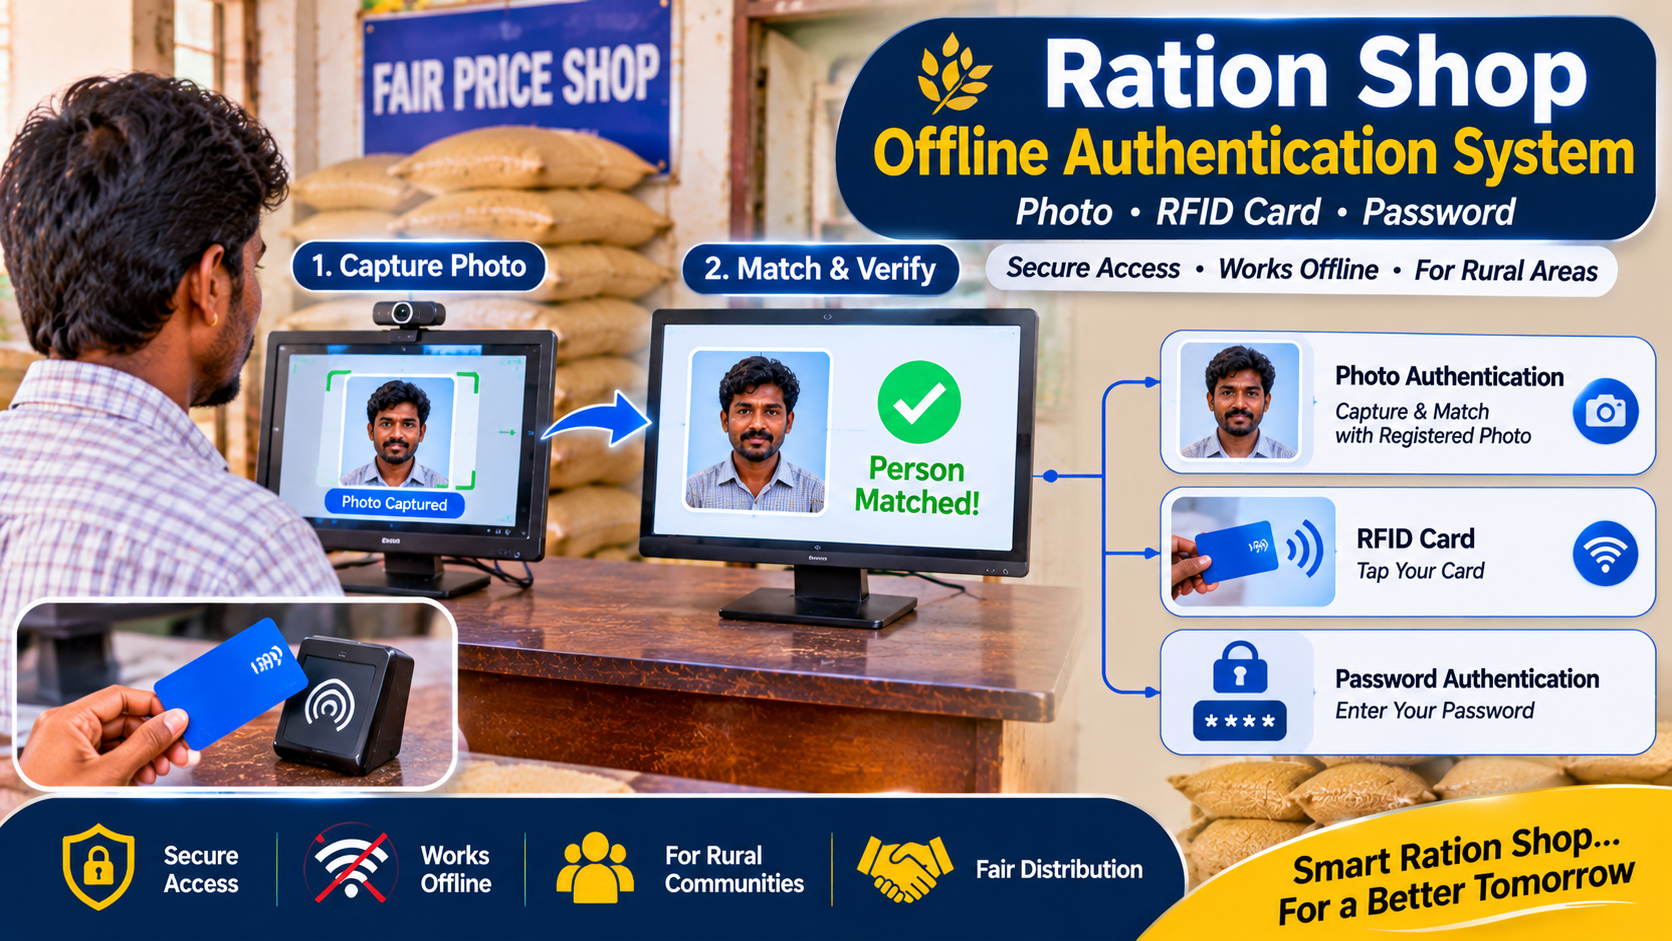 FAIR PRICE SHOP
Ration Shop
Offline Authentication System
Photo • RFID Card • Password
Secure Access • Works Offline • For Rural Areas
1. Capture Photo
2. Match & Verify
Photo Captured
Person
Matched!
Photo Authentication
Capture & Match
with Registered Photo
RFID Card
Tap Your Card
* * * *
Password Authentication
Enter Your Password
Secure
Access
Works
Offline
For Rural
Communities
Fair Distribution
Smart Ration Shop...
For a Better Tomorrow